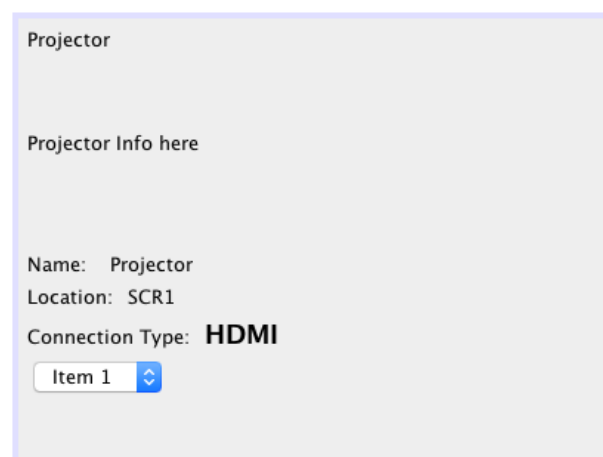 Projector
Projector Info here
Name: Projector
Location: SCR1
Connection Type: HDMI
Item 1